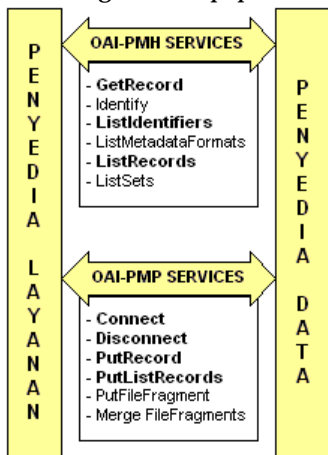 PENYEDIA LAYANAN
OAI-PMH SERVICES
- GetRecord
- Identify
- ListIdentifiers
- ListMetadataFormats
- ListRecords
- ListSets
OAI-PMP SERVICES
- Connect
- Disconnect
- PutRecord
- PutListRecords
- PutFileFragment
- Merge FileFragments
PENYEDIA DATA